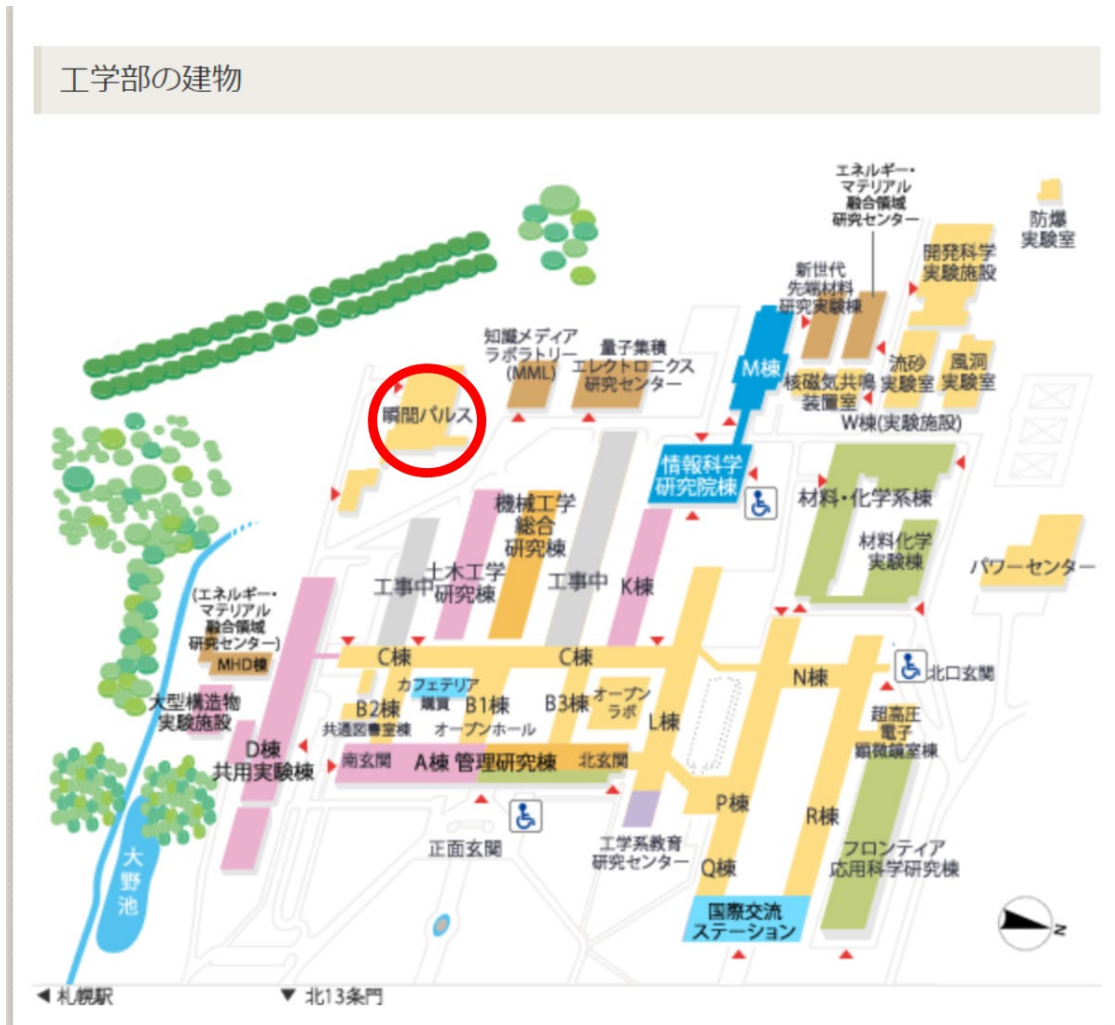 工学部の建物
エネルギー・
マテリアル
融合領域
研究センター
防爆
実験室
開発科学
実験施設
新世代
先端材料
研究実験棟
知識メディア
ラボラトリー
(MML)
量子集積
エレクトロニクス
研究センター
M棟
核磁気共鳴
装置室
流砂
実験室
風洞
実験室
瞬間パルス
W棟(実験施設)
情報科学
研究院棟
材料・化学系棟
機械工学
総合
研究棟
材料化学
実験棟
パワーセンター
工事中
土木工学
研究棟
工事中
K棟
(エネルギー・
マテリアル
融合領域
研究センター)
MHD棟
C棟
C棟
N棟
北口玄関
大型構造物
実験施設
カフェテリア
購買
B2棟
共通図書室棟
B1棟
オープンホール
B3棟
オープン
ラボ
L棟
超高圧
電子
顕微鏡室棟
D棟
共用実験棟
南玄関
A棟 管理研究棟
北玄関
P棟
R棟
正面玄関
工学系教育
研究センター
Q棟
フロンティア
応用科学研究棟
大野池
国際交流
ステーション
N
◀ 札幌駅
▼ 北13条門